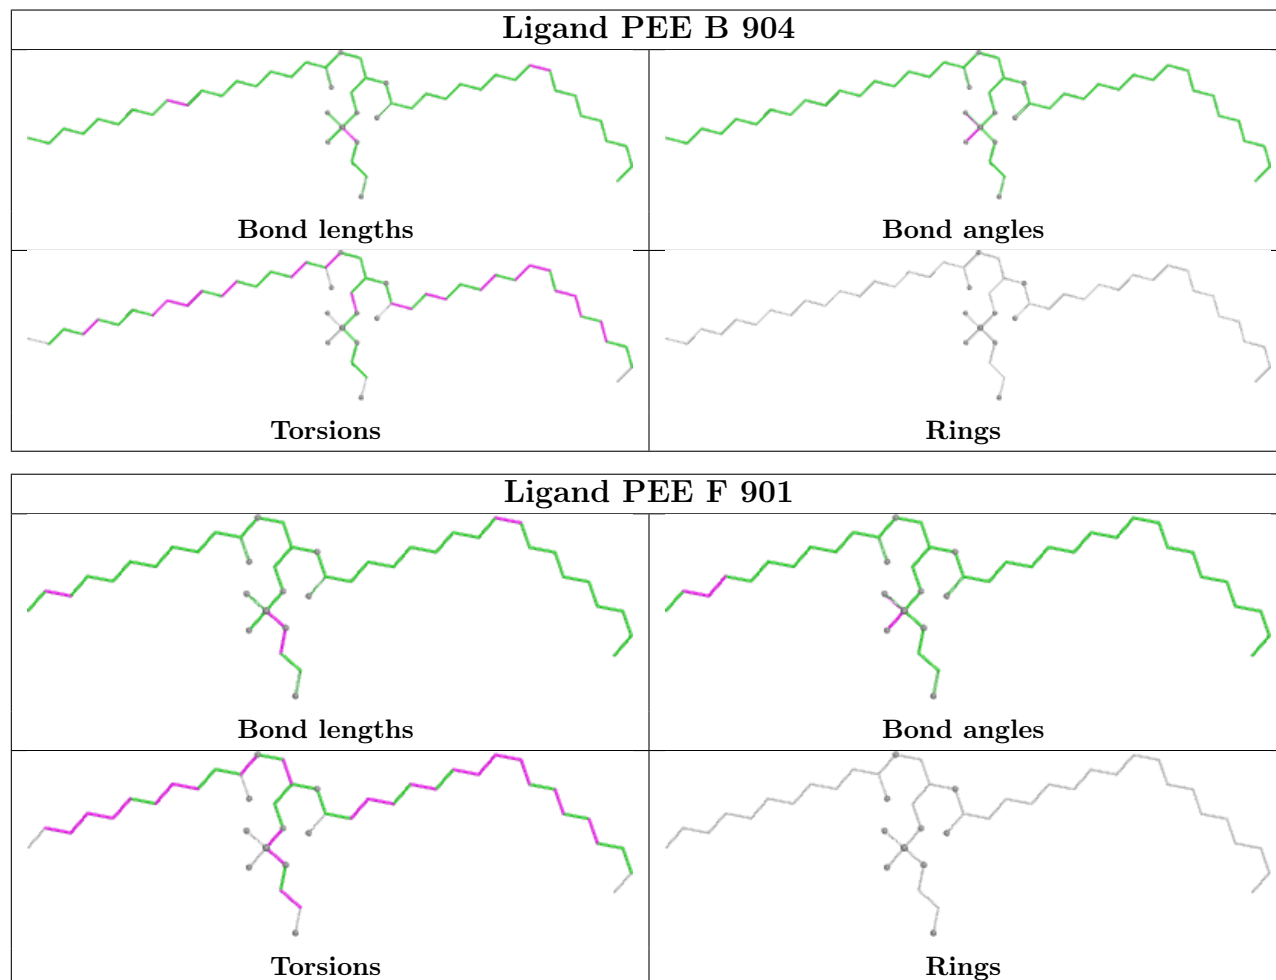 Ligand PEE B 904
Bond lengths
Bond angles
Torsions
Rings
Ligand PEE F 901
Bond lengths
Bond angles
Torsions
Rings